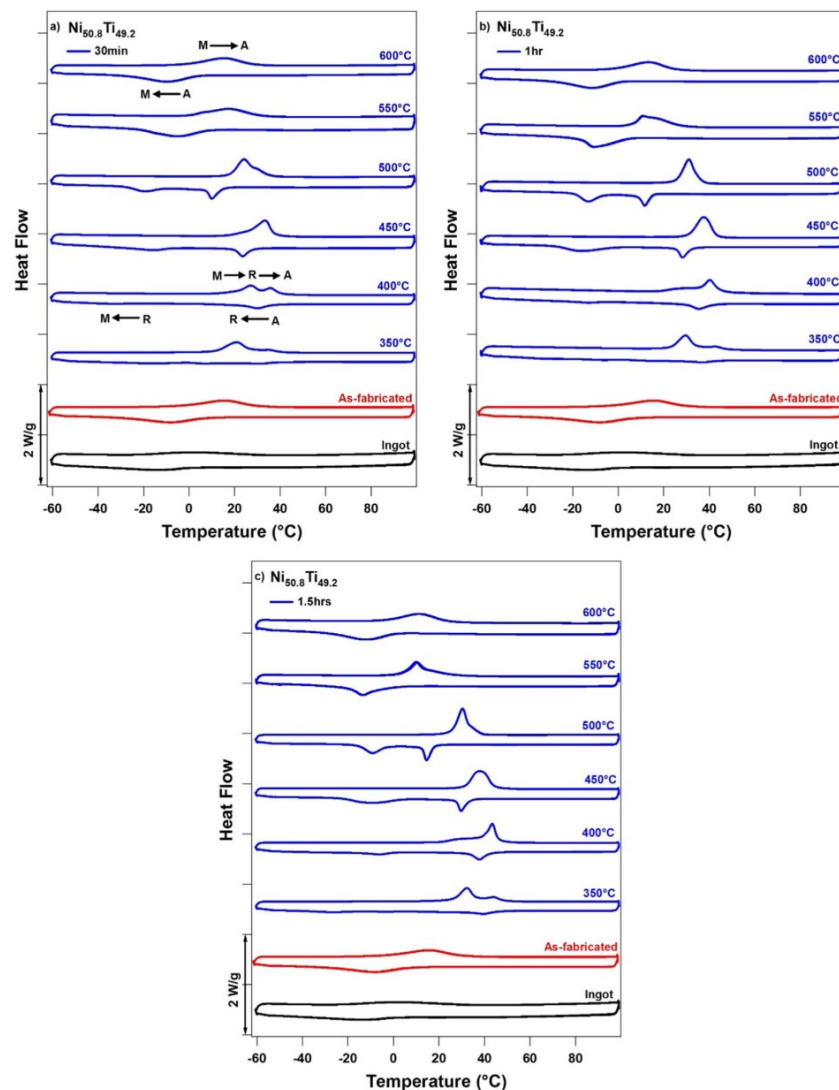 a) Ni50.8Ti49.2
30min
M → A
600°C
M ← A
550°C
500°C
450°C
M → R → A
400°C
M ← R
R ← A
350°C
As-fabricated
Ingot
2 W/g
Heat Flow
-60 -40 -20 0 20 40 60 80
Temperature (°C)
b) Ni50.8Ti49.2
1hr
600°C
550°C
500°C
450°C
400°C
350°C
As-fabricated
Ingot
2 W/g
Heat Flow
-60 -40 -20 0 20 40 60 80
Temperature (°C)
c) Ni50.8Ti49.2
1.5hrs
600°C
550°C
500°C
450°C
400°C
350°C
As-fabricated
Ingot
2 W/g
Heat Flow
-60 -40 -20 0 20 40 60 80
Temperature (°C)